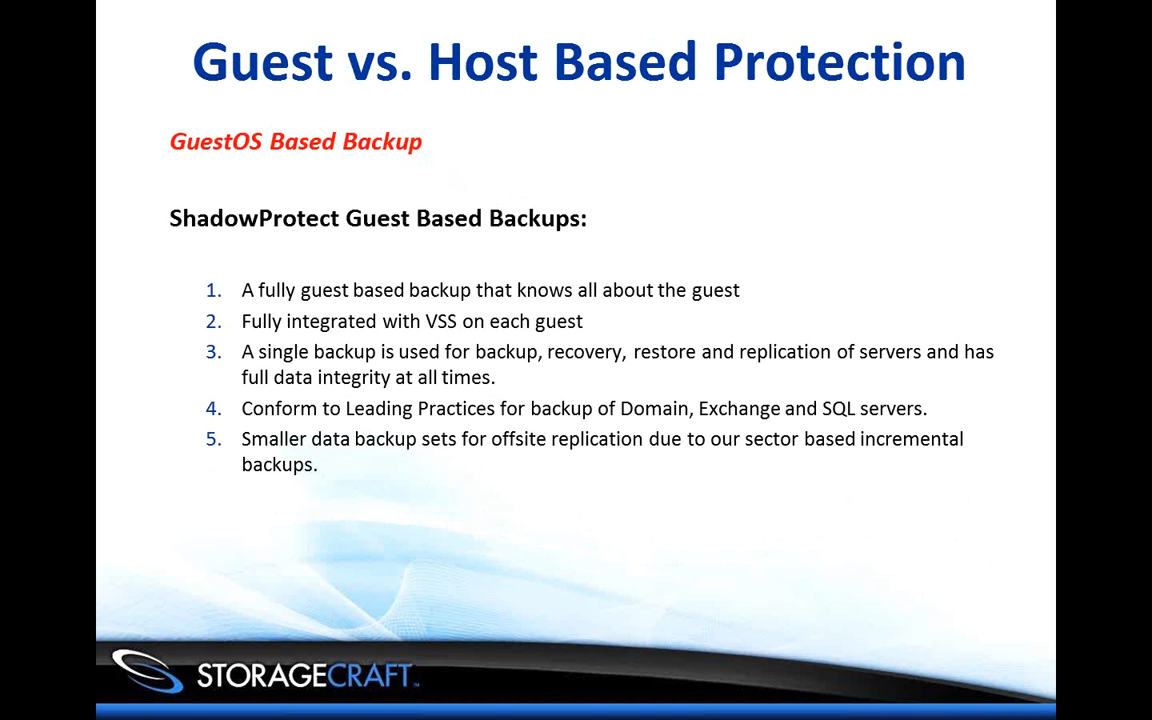 Guest vs. Host Based Protection
GuestOS Based Backup
ShadowProtect Guest Based Backups:
1. A fully guest based backup that knows all about the guest
2. Fully integrated with VSS on each guest
3. A single backup is used for backup, recovery, restore and replication of servers and has
full data integrity at all times.
4. Conform to Leading Practices for backup of Domain, Exchange and SQL servers.
5. Smaller data backup sets for offsite replication due to our sector based incremental
backups.
STORAGECRAFT™